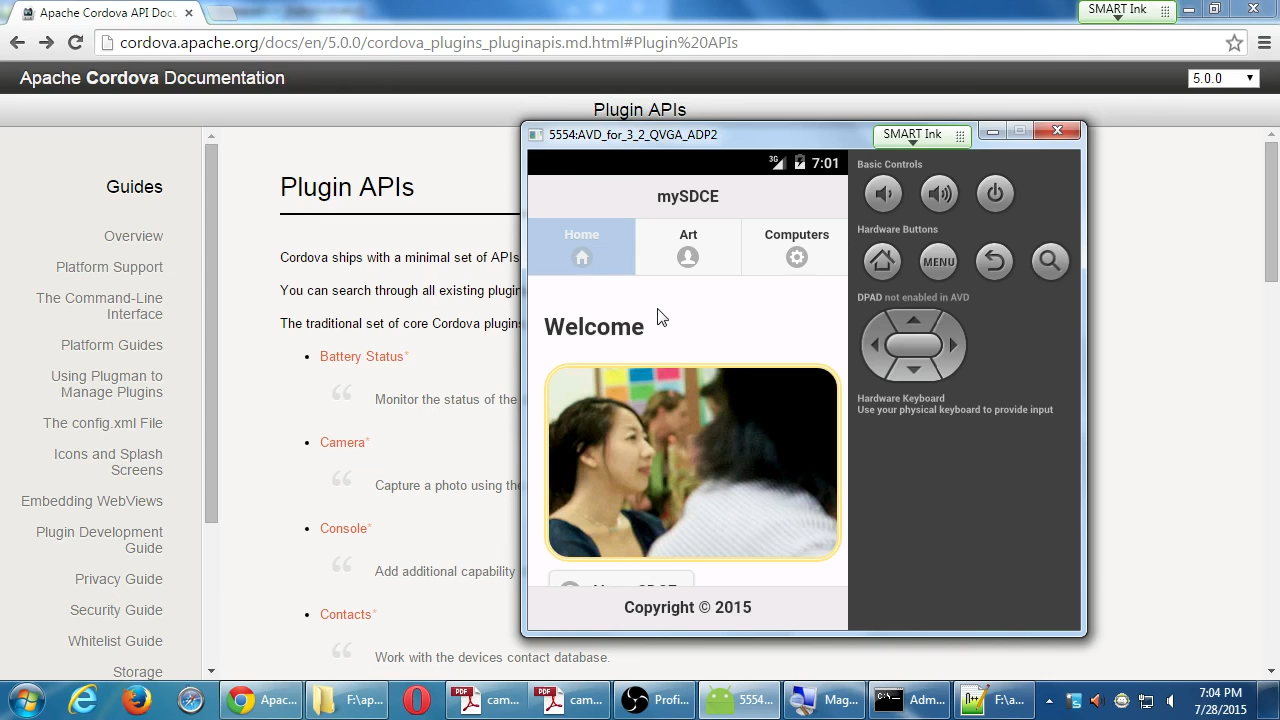 Apache Cordova API Docu
SMART Ink
cordova.apache.org/docs/en/5.0.0/cordova_plugins_pluginapis.md.html#Plugin%20APIs
Apache Cordova Documentation
5.0.0
Plugin APIs
Guides
Overview
Platform Support
The Command-Line
Interface
Platform Guides
Using Plugman to
Manage Plugins
The config.xml File
Icons and Splash
Screens
Embedding WebViews
Plugin Development
Guide
Privacy Guide
Security Guide
Whitelist Guide
Storage
Plugin APIs
Cordova ships with a minimal set of APIs
You can search through all existing plugin
The traditional set of core Cordova plugins
Battery Status*
Monitor the status of the
Camera*
Capture a photo using the
Console*
Add additional capability
Contacts*
Work with the devices contact database.
5554:AVD_for_3_2_QVGA_ADP2
SMART Ink
3G
7:01
mySDCE
Home
Art
Computers
Welcome
Copyright © 2015
Basic Controls
Hardware Buttons
MENU
DPAD not enabled in AVD
Hardware Keyboard
Use your physical keyboard to provide input
Apac...
F:\ap...
PDF
cam...
PDF
cam...
Profi...
5554...
Mag...
C:\
Adm...
F:\a...
7:04 PM
7/28/2015